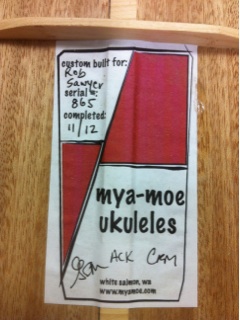 custom built for:
Rob
Sawyer
serial #:
865
completed:
11/12
mya-moe
ukuleles
ACK CRM
white salmon, wa
www.myamoe.com